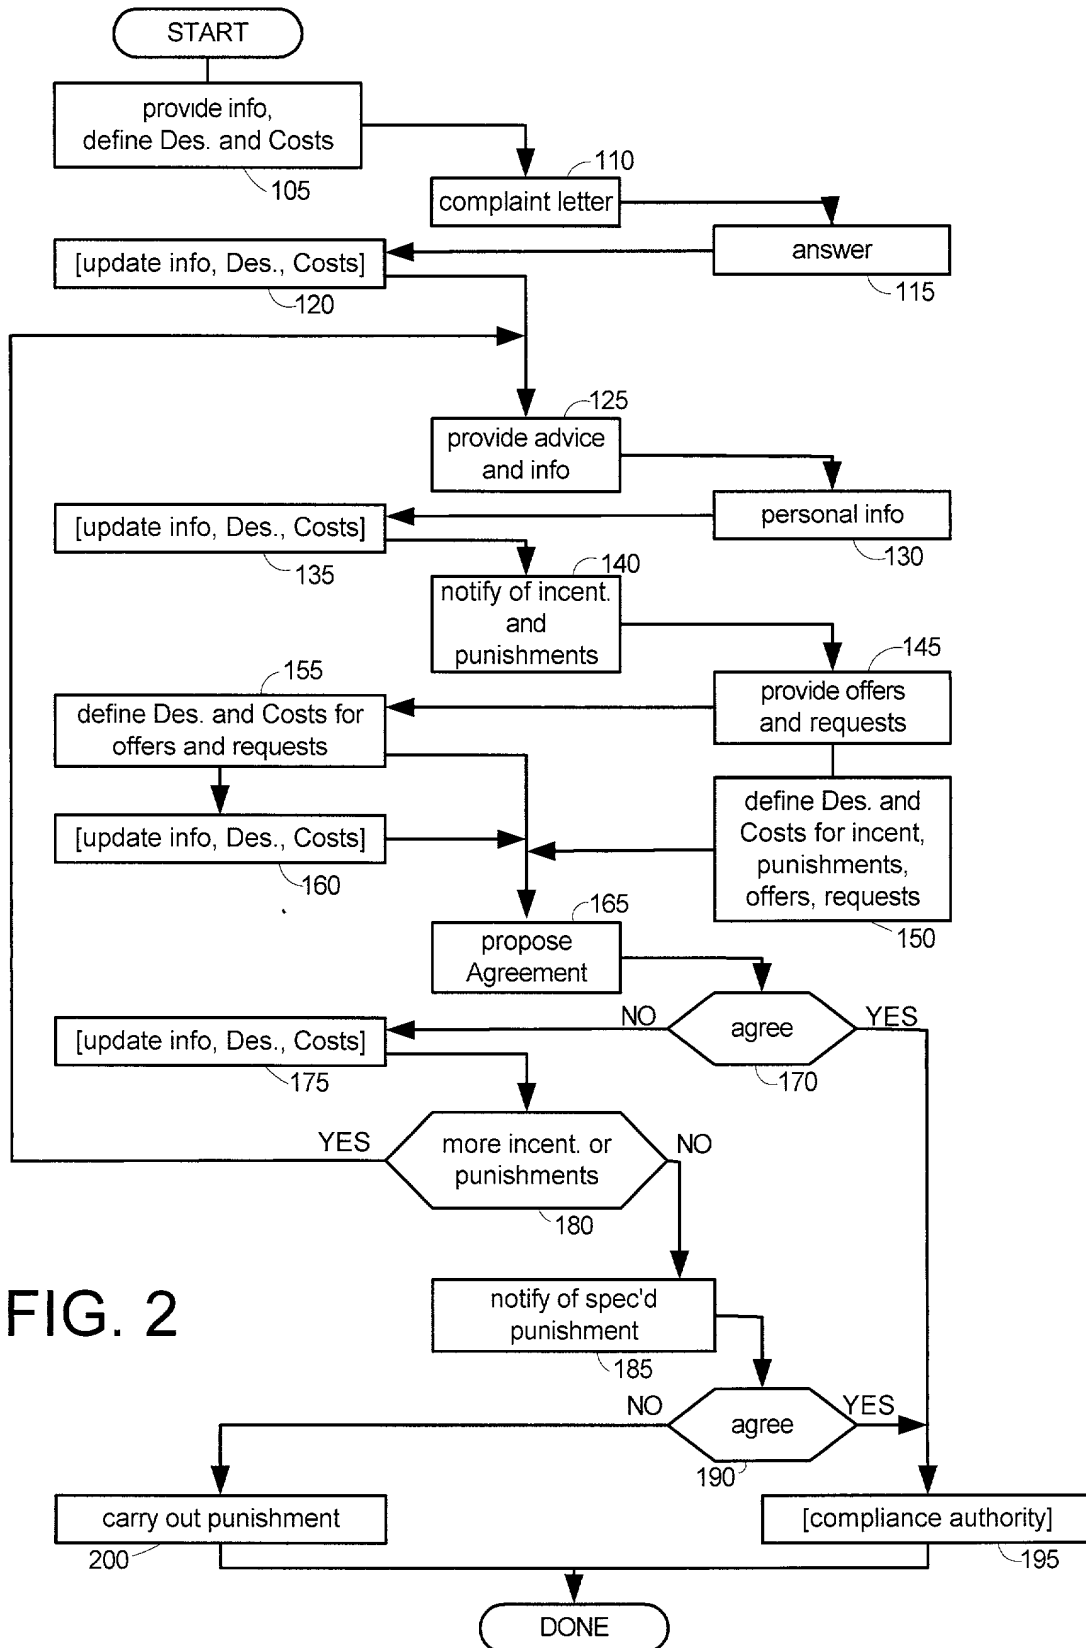 START
provide info,
define Des. and Costs
105
110
complaint letter
answer
115
[update info, Des., Costs]
120
125
provide advice
and info
personal info
130
[update info, Des., Costs]
135
140
notify of incent.
and
punishments
145
provide offers
and requests
155
define Des. and Costs for
offers and requests
define Des. and
Costs for incent,
punishments,
offers, requests
150
[update info, Des., Costs]
160
165
propose
Agreement
NO
agree
YES
170
[update info, Des., Costs]
175
YES
more incent. or
punishments
NO
180
notify of spec'd
punishment
185
FIG. 2
NO
agree
YES
190
carry out punishment
200
[compliance authority]
195
DONE